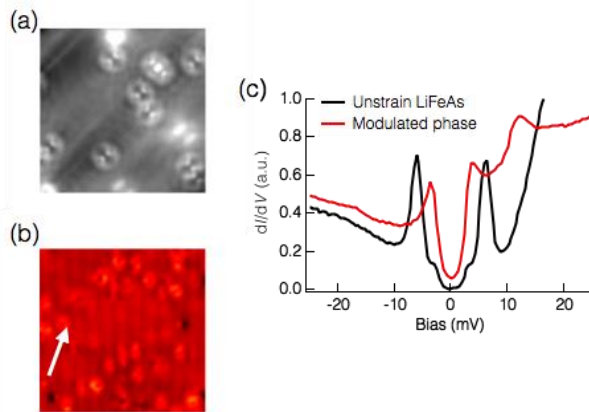 (a)
(b)
(c)
Unstrain LiFeAs
Modulated phase
dI/dV (a.u.)
1.0
0.8
0.6
0.4
0.2
0.0
-20 -10 0 10 20
Bias (mV)